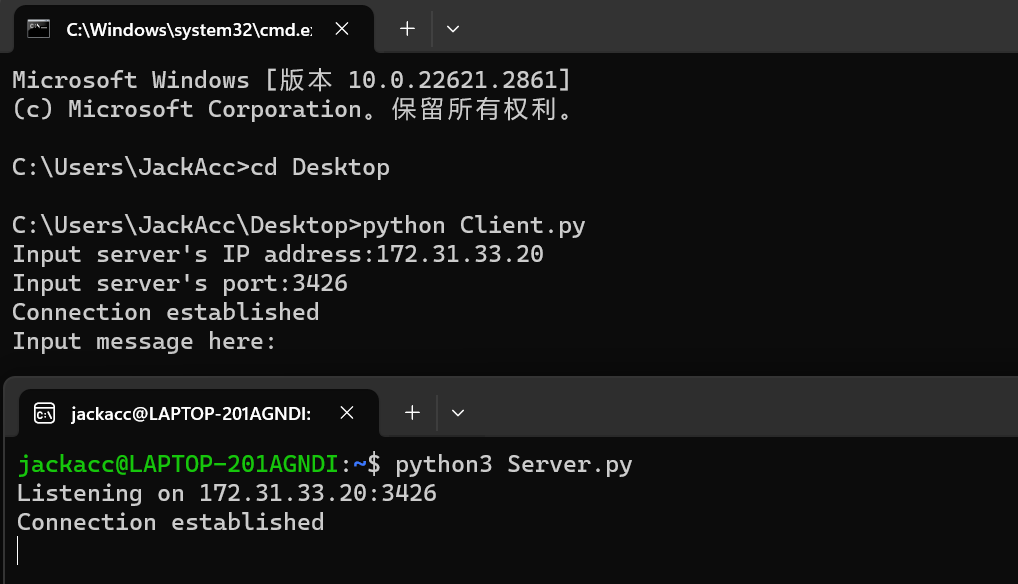 C:\Windows\system32\cmd.e
Microsoft Windows [版本 10.0.22621.2861]
(c) Microsoft Corporation。保留所有权利。
C:\Users\JackAcc>cd Desktop
C:\Users\JackAcc\Desktop>python Client.py
Input server's IP address:172.31.33.20
Input server's port:3426
Connection established
Input message here:
jackacc@LAPTOP-201AGNDI:
jackacc@LAPTOP-201AGNDI:~$ python3 Server.py
Listening on 172.31.33.20:3426
Connection established